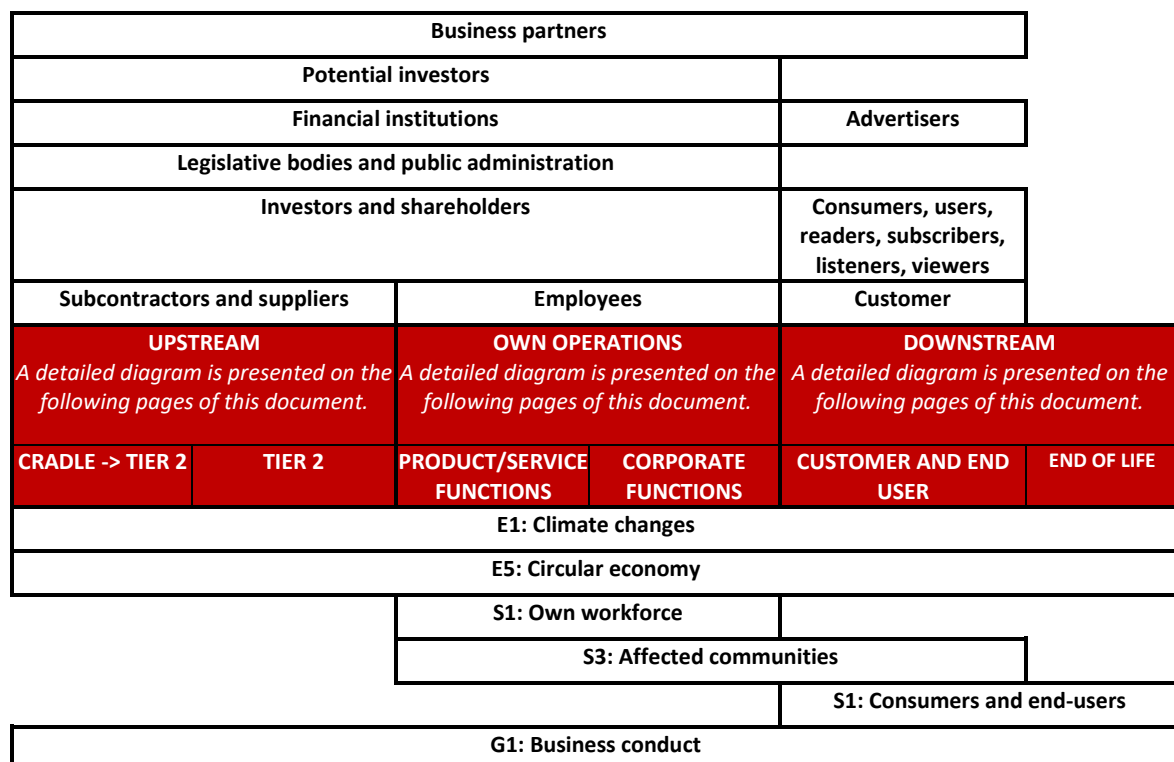 Business partners
Potential investors
Financial institutions
Advertisers
Legislative bodies and public administration
Investors and shareholders
Consumers, users,
readers, subscribers,
listeners, viewers
Subcontractors and suppliers
Employees
Customer
UPSTREAM
A detailed diagram is presented on the
following pages of this document.
OWN OPERATIONS
A detailed diagram is presented on the
following pages of this document.
DOWNSTREAM
A detailed diagram is presented on the
following pages of this document.
CRADLE -> TIER 2
TIER 2
PRODUCT/SERVICE
FUNCTIONS
CORPORATE
FUNCTIONS
CUSTOMER AND END
USER
END OF LIFE
E1: Climate changes
E5: Circular economy
S1: Own workforce
S3: Affected communities
S1: Consumers and end-users
G1: Business conduct